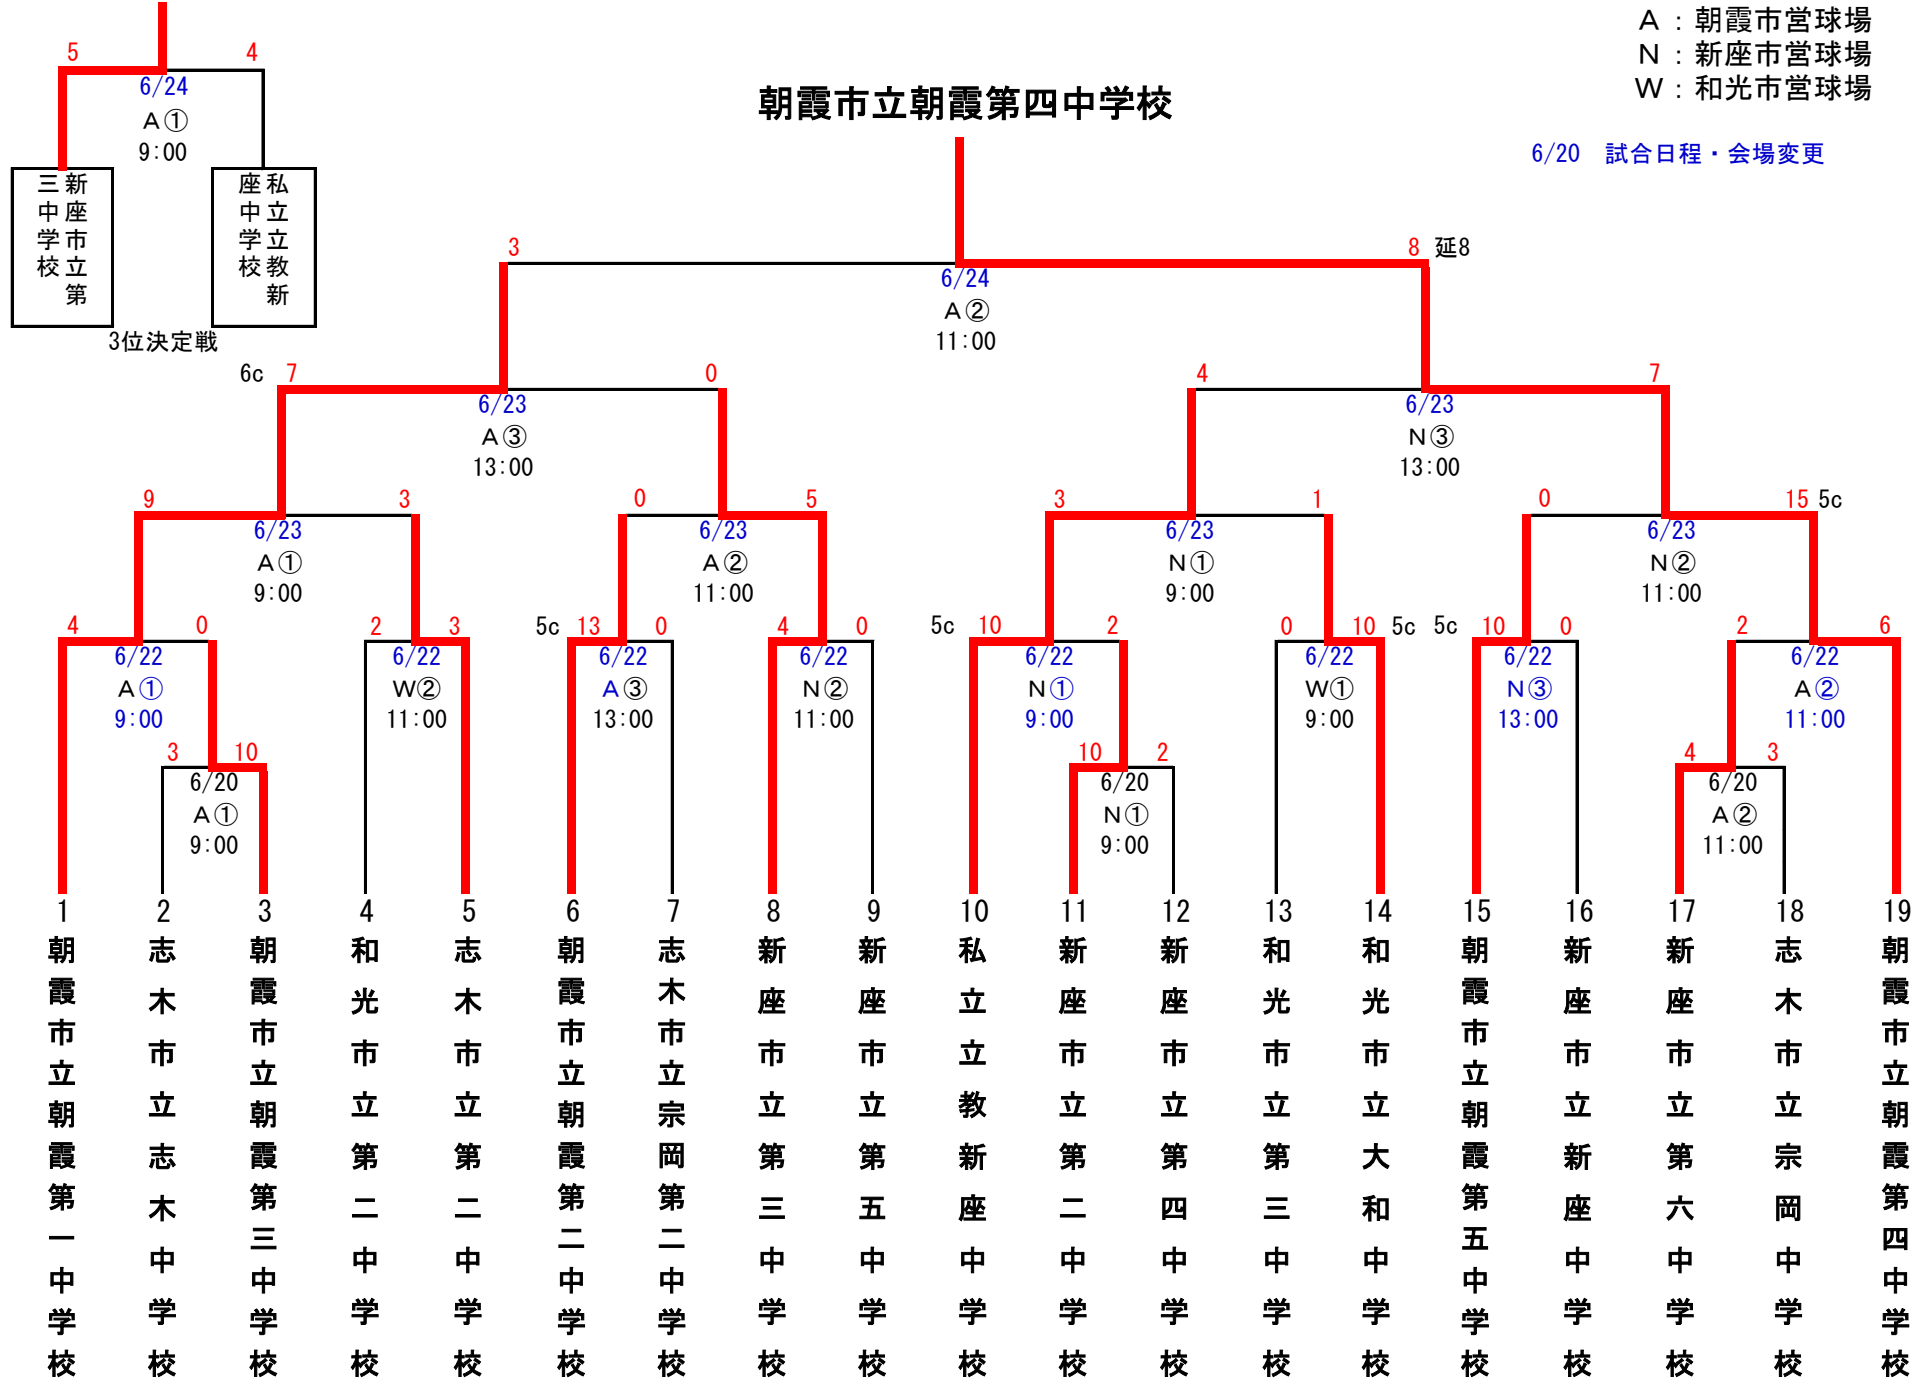 A：朝霞市営球場
N：新座市営球場
W：和光市営球場
6/20　試合日程・会場変更
朝霞市立朝霞第四中学校
5 4
6/24
A①
9:00
新座市立第三中学校
私立立教新座中学校
3位決定戦
3 8 延8
6/24
A②
11:00
6c 7 0
6/23
A③
13:00
4 7
6/23
N③
13:00
9 3
6/23
A①
9:00
0 5
6/23
A②
11:00
3 1
6/23
N①
9:00
0 15 5c
6/23
N②
11:00
4 0
6/22
A①
9:00
2 3
6/22
W②
11:00
5c 13 0
6/22
A③
13:00
4 0
6/22
N②
11:00
5c 10 2
6/22
N①
9:00
0 10 5c
6/22
W①
9:00
5c 10 0
6/22
N③
13:00
2 6
6/22
A②
11:00
3 10
6/20
A①
9:00
10 2
6/20
N①
9:00
4 3
6/20
A②
11:00
1 朝霞市立朝霞第一中学校
2 志木市立志木中学校
3 朝霞市立朝霞第三中学校
4 和光市立第二中学校
5 志木市立第二中学校
6 朝霞市立朝霞第二中学校
7 志木市立宗岡第二中学校
8 新座市立第三中学校
9 新座市立第五中学校
10 私立立教新座中学校
11 新座市立第二中学校
12 新座市立第四中学校
13 和光市立第三中学校
14 和光市立大和中学校
15 朝霞市立朝霞第五中学校
16 新座市立新座中学校
17 新座市立第六中学校
18 志木市立宗岡中学校
19 朝霞市立朝霞第四中学校